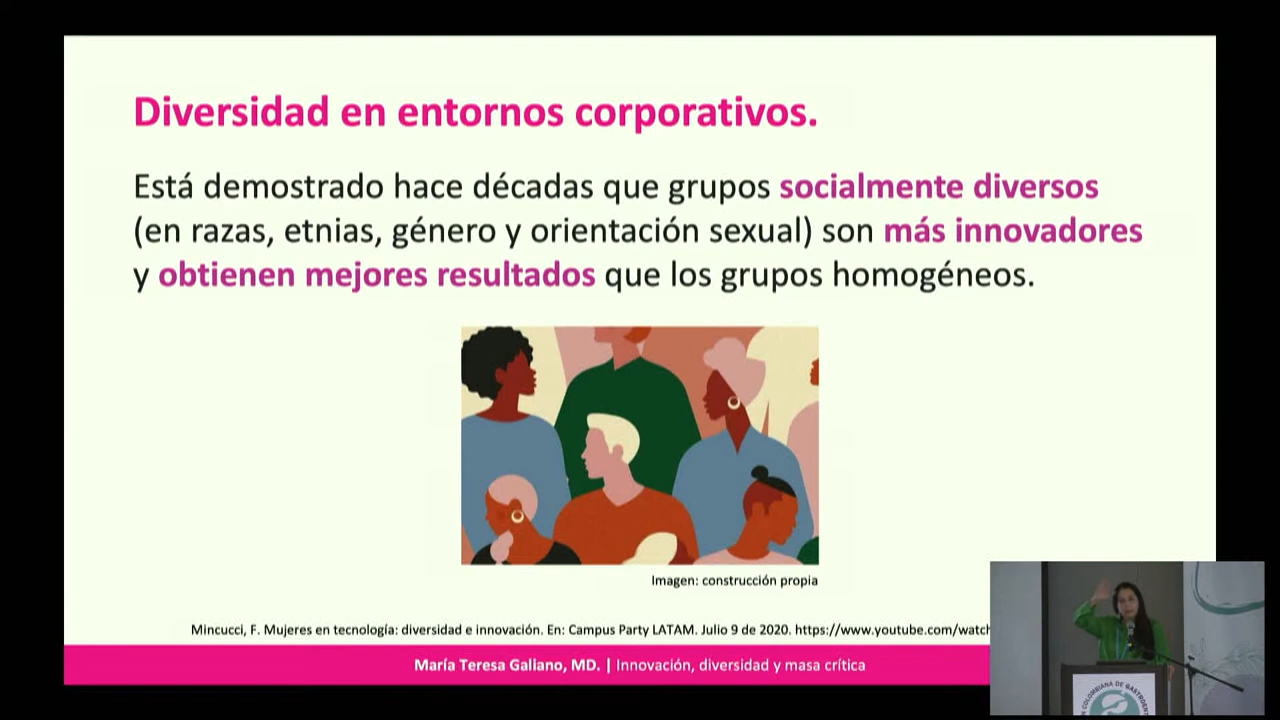 Diversidad en entornos corporativos.
Está demostrado hace décadas que grupos socialmente diversos
(en razas, etnias, género y orientación sexual) son más innovadores
y obtienen mejores resultados que los grupos homogéneos.
Imagen: construcción propia
Mincucci, F. Mujeres en tecnología: diversidad e innovación. En: Campus Party LATAM. Julio 9 de 2020. https://www.youtube.com/watch
María Teresa Galiano, MD. | Innovación, diversidad y masa crítica
COLOMBIANA DE